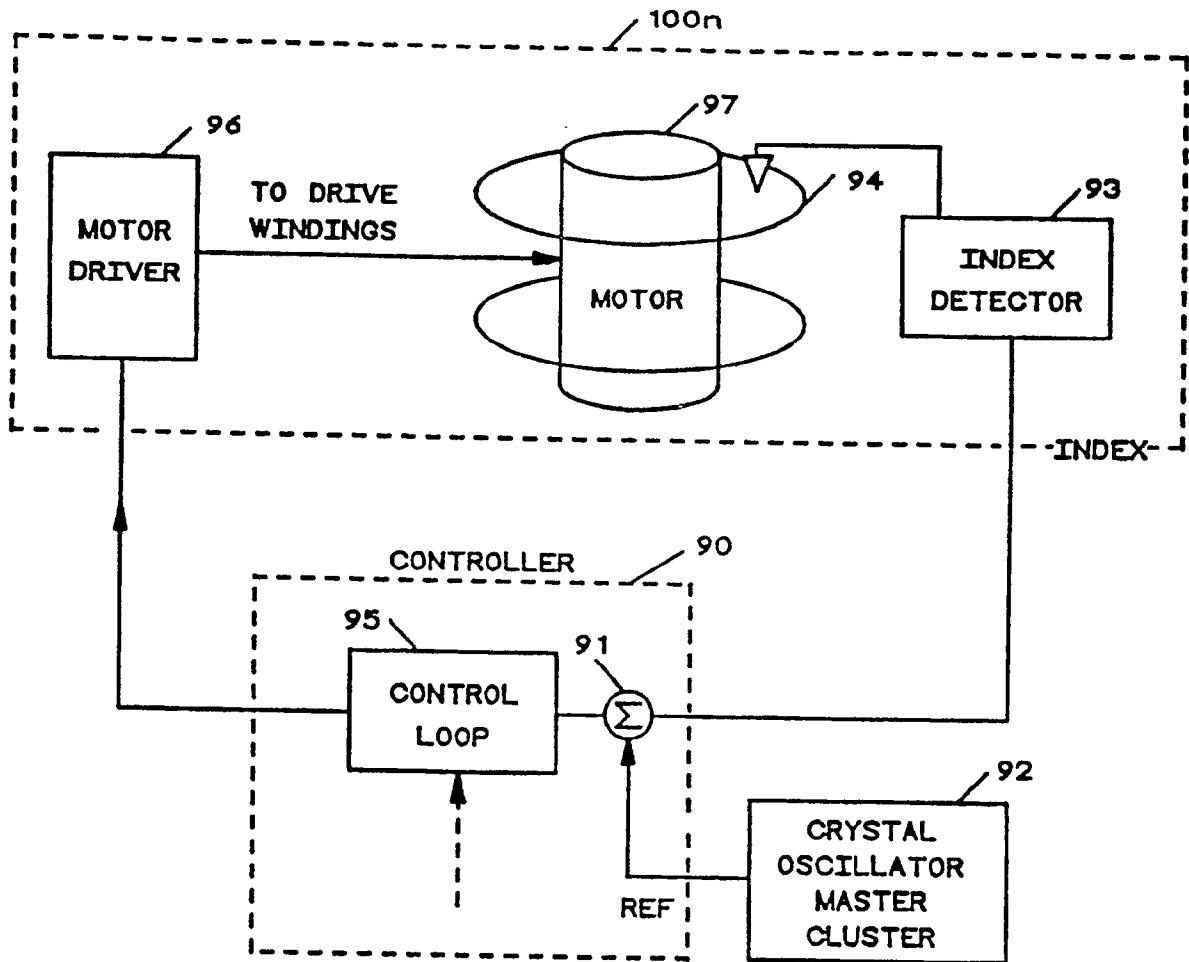 100n
96
97
94
93
TO DRIVE
WINDINGS
MOTOR
DRIVER
MOTOR
INDEX
DETECTOR
INDEX
CONTROLLER
90
95
91
CONTROL
LOOP
Σ
92
REF
CRYSTAL
OSCILLATOR
MASTER
CLUSTER